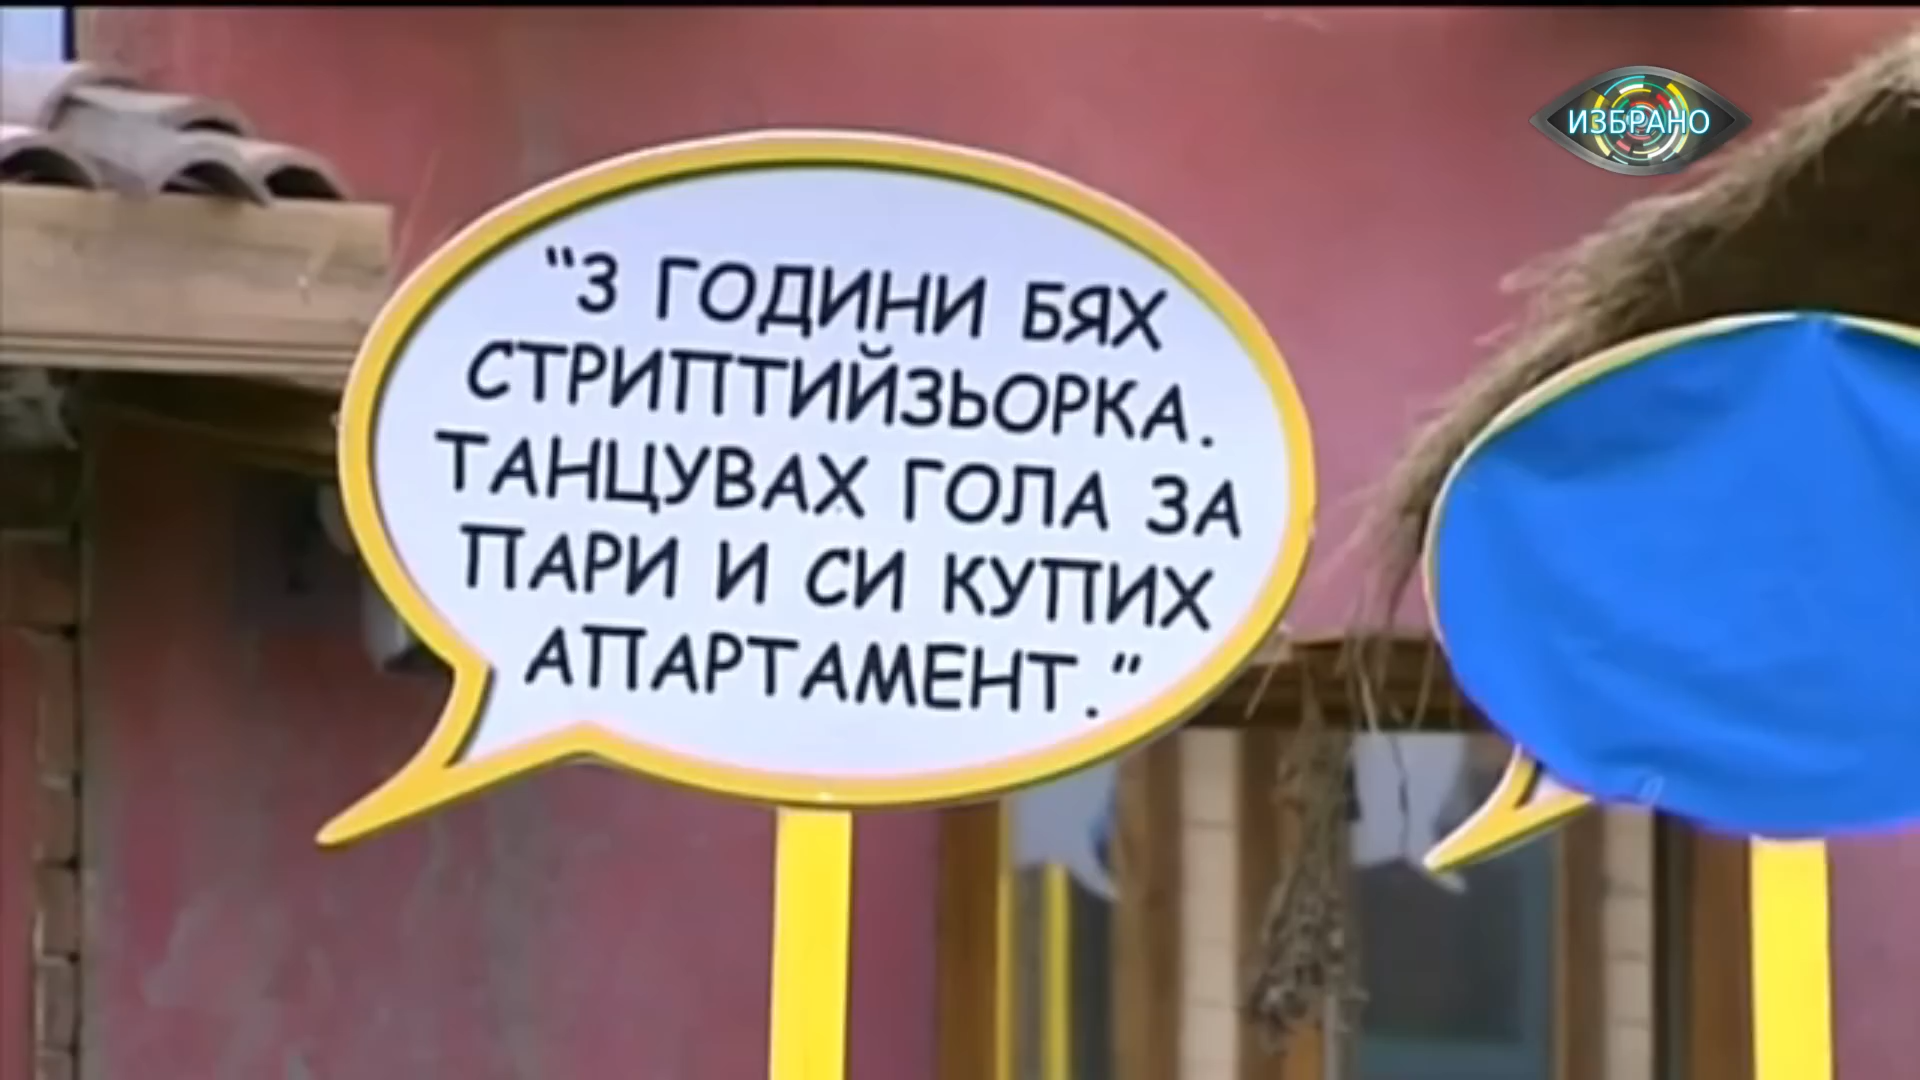 ИЗБРАНО
“3 ГОДИНИ БЯХ
СТРИПТИЙЗЬОРКА.
ТАНЦУВАХ ГОЛА ЗА
ПАРИ И СИ КУПИХ
АПАРТАМЕНТ.”